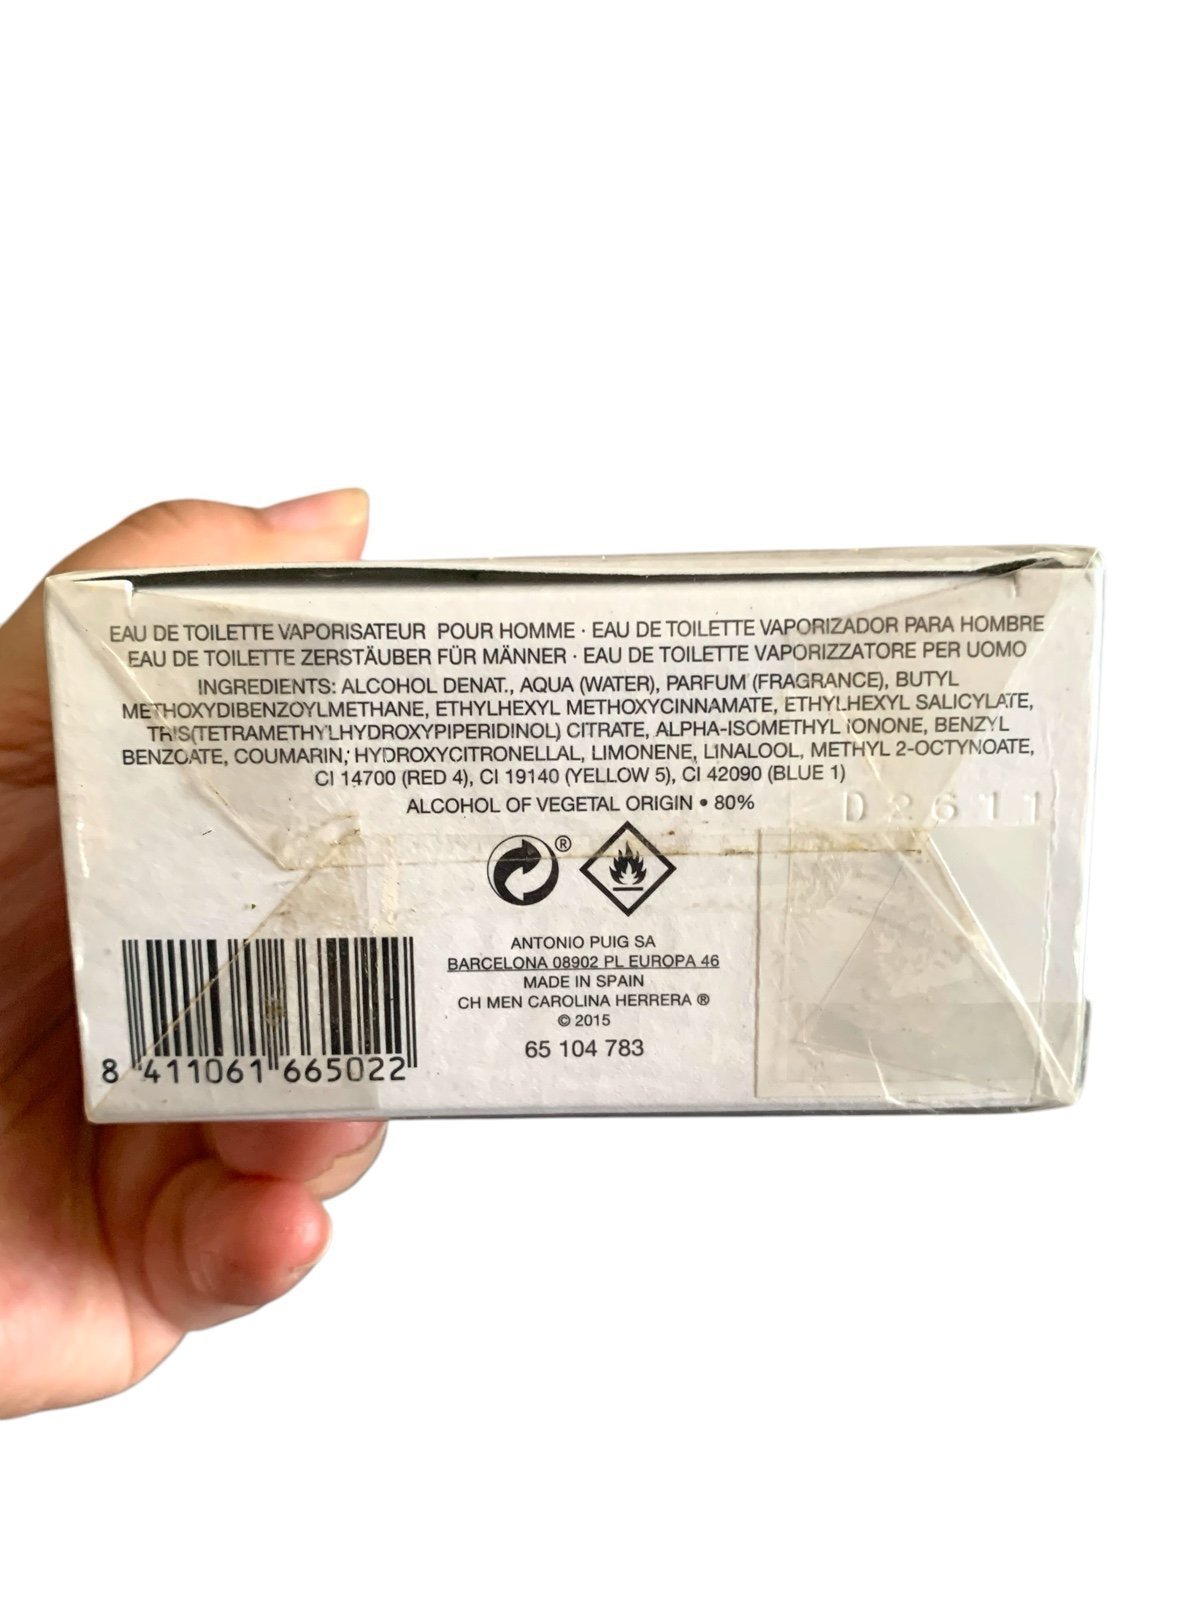 EAU DE TOILETTE VAPORISATEUR POUR HOMME · EAU DE TOILETTE VAPORIZADOR PARA HOMBRE
EAU DE TOILETTE ZERSTÄUBER FÜR MÄNNER · EAU DE TOILETTE VAPORIZZATORE PER UOMO
INGREDIENTS: ALCOHOL DENAT., AQUA (WATER), PARFUM (FRAGRANCE), BUTYL
METHOXYDIBENZOYLMETHANE, ETHYLHEXYL METHOXYCINNAMATE, ETHYLHEXYL SALICYLATE,
TRIS(TETRAMETHYLHYDROXYPIPERIDINOL) CITRATE, ALPHA-ISOMETHYL IONONE, BENZYL
BENZOATE, COUMARIN, HYDROXYCITRONELLAL, LIMONENE, LINALOOL, METHYL 2-OCTYNOATE,
CI 14700 (RED 4), CI 19140 (YELLOW 5), CI 42090 (BLUE 1)
ALCOHOL OF VEGETAL ORIGIN • 80%
D2611
®
ANTONIO PUIG SA
BARCELONA 08902 PL EUROPA 46
MADE IN SPAIN
CH MEN CAROLINA HERRERA ®
© 2015
65 104 783
8 411061 665022